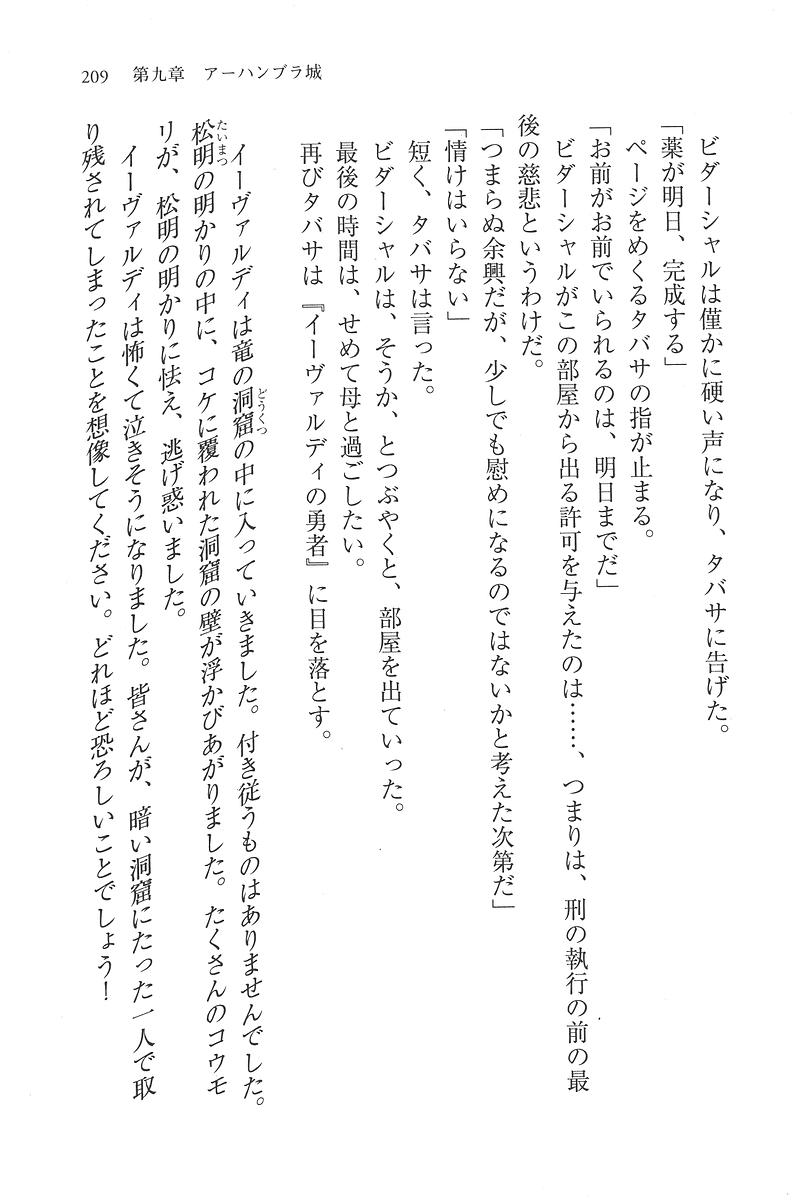 209　第九章　アーハンブラ城
ビダーシャルは僅かに硬い声になり、タバサに告げた。
「薬が明日、完成する」
ページをめくるタバサの指が止まる。
「お前がお前でいられるのは、明日までだ」
ビダーシャルがこの部屋から出る許可を与えたのは……、つまりは、刑の執行の前の最
後の慈悲というわけだ。
「つまらぬ余興だが、少しでも慰めになるのではないかと考えた次第だ」
「情けはいらない」
短く、タバサは言った。
ビダーシャルは、そうか、とつぶやくと、部屋を出ていった。
最後の時間は、せめて母と過ごしたい。
再びタバサは『イーヴァルディの勇者』に目を落とす。
イーヴァルディは竜の洞窟どうくつの中に入っていきました。付き従うものはありませんでした。
松明たいまつの明かりの中に、コケに覆われた洞窟の壁が浮かびあがりました。たくさんのコウモ
リが、松明の明かりに怯え、逃げ惑いました。
イーヴァルディは怖くて泣きそうになりました。皆さんが、暗い洞窟にたった一人で取
り残されてしまったことを想像してください。どれほど恐ろしいことでしょう！